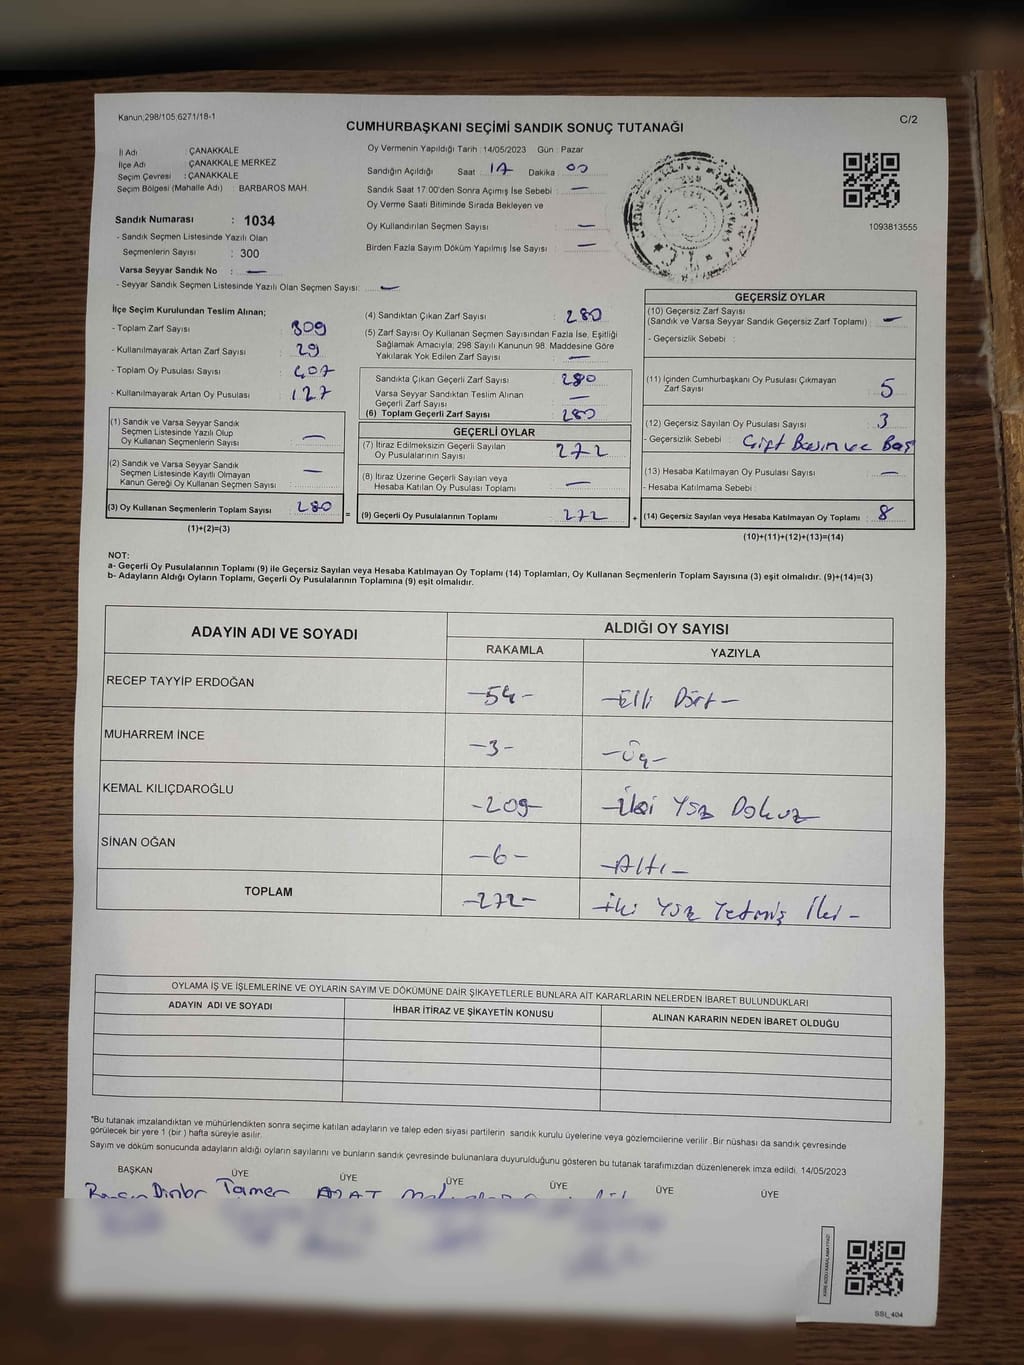 Kanun;298/105,6271/18-1
C/2
CUMHURBAŞKANI SEÇİMİ SANDIK SONUÇ TUTANAĞI
İl Adı : ÇANAKKALE
İlçe Adı : ÇANAKKALE MERKEZ
Seçim Çevresi : ÇANAKKALE
Seçim Bölgesi (Mahalle Adı) : BARBAROS MAH.
Sandık Numarası : 1034
- Sandık Seçmen Listesinde Yazılı Olan
Seçmenlerin Sayısı : 300
Varsa Seyyar Sandık No : —
- Seyyar Sandık Seçmen Listesinde Yazılı Olan Seçmen Sayısı: —
Oy Vermenin Yapıldığı Tarih : 14/05/2023 Gün : Pazar
Sandığın Açıldığı Saat 17 Dakika : 00
Sandık Saat 17:00'den Sonra Açımış İse Sebebi : —
Oy Verme Saati Bitiminde Sırada Bekleyen ve
Oy Kullandırılan Seçmen Sayısı : —
Birden Fazla Sayım Döküm Yapılmış İse Sayısı : —
1093813555
İlçe Seçim Kurulundan Teslim Alınan;
- Toplam Zarf Sayısı : 309
- Kullanılmayarak Artan Zarf Sayısı : 29
- Toplam Oy Pusulası Sayısı : 407
- Kullanılmayarak Artan Oy Pusulası : 127
(1) Sandık ve Varsa Seyyar Sandık
Seçmen Listesinde Yazılı Olup
Oy Kullanan Seçmenlerin Sayısı : —
(2) Sandık ve Varsa Seyyar Sandık
Seçmen Listesinde Kayıtlı Olmayan
Kanun Gereği Oy Kullanan Seçmen Sayısı : —
(3) Oy Kullanan Seçmenlerin Toplam Sayısı : 280
(1)+(2)=(3)
=
(4) Sandıktan Çıkan Zarf Sayısı : 280
(5) Zarf Sayısı Oy Kullanan Seçmen Sayısından Fazla İse, Eşitliği
Sağlamak Amacıyla; 298 Sayılı Kanunun 98. Maddesine Göre
Yakılarak Yok Edilen Zarf Sayısı : —
Sandıkta Çıkan Geçerli Zarf Sayısı : 280
Varsa Seyyar Sandıktan Teslim Alınan
Geçerli Zarf Sayısı : —
(6) Toplam Geçerli Zarf Sayısı : 280
GEÇERLİ OYLAR
(7) İtiraz Edilmeksizin Geçerli Sayılan
Oy Pusulalarının Sayısı : 272
(8) İtiraz Üzerine Geçerli Sayılan veya
Hesaba Katılan Oy Pusulası Toplamı : —
(9) Geçerli Oy Pusulalarının Toplamı : 272
+
GEÇERSİZ OYLAR
(10) Geçersiz Zarf Sayısı
(Sandık ve Varsa Seyyar Sandık Geçersiz Zarf Toplamı) : —
- Geçersizlik Sebebi :
(11) İçinden Cumhurbaşkanı Oy Pusulası Çıkmayan
Zarf Sayısı : 5
(12) Geçersiz Sayılan Oy Pusulası Sayısı : 3
- Geçersizlik Sebebi : Çift Basın ve Baş
(13) Hesaba Katılmayan Oy Pusulası Sayısı : —
- Hesaba Katılmama Sebebi :
(14) Geçersiz Sayılan veya Hesaba Katılmayan Oy Toplamı : 8
(10)+(11)+(12)+(13)=(14)
NOT:
a- Geçerli Oy Pusulalarının Toplamı (9) ile Geçersiz Sayılan veya Hesaba Katılmayan Oy Toplamı (14) Toplamları, Oy Kullanan Seçmenlerin Toplam Sayısına (3) eşit olmalıdır. (9)+(14)=(3)
b- Adayların Aldığı Oyların Toplamı, Geçerli Oy Pusulalarının Toplamına (9) eşit olmalıdır.
ADAYIN ADI VE SOYADI
ALDIĞI OY SAYISI
RAKAMLA YAZIYLA
RECEP TAYYİP ERDOĞAN -54- -Elli Dört-
MUHARREM İNCE -3- -Üç-
KEMAL KILIÇDAROĞLU -209- -İki Yüz Dokuz
SİNAN OĞAN -6- -Altı-
TOPLAM -272- -İki Yüz Yetmiş İki-
OYLAMA İŞ VE İŞLEMLERİNE VE OYLARIN SAYIM VE DÖKÜMÜNE DAİR ŞİKAYETLERLE BUNLARA AİT KARARLARIN NELERDEN İBARET BULUNDUKLARI
ADAYIN ADI VE SOYADI
İHBAR İTİRAZ VE ŞİKAYETİN KONUSU
ALINAN KARARIN NEDEN İBARET OLDUĞU
*Bu tutanak imzalandıktan ve mühürlendikten sonra seçime katılan adayların ve talep eden siyasi partilerin sandık kurulu üyelerine veya gözlemcilerine verilir. Bir nüshası da sandık çevresinde
görülecek bir yere 1 (bir) hafta süreyle asılır.
Sayım ve döküm sonucunda adayların aldığı oyların sayılarını ve bunların sandık çevresinde bulunanlara duyurulduğunu gösteren bu tutanak tarafımızdan düzenlenerek imza edildi. 14/05/2023
BAŞKAN ÜYE ÜYE ÜYE ÜYE ÜYE ÜYE
Tamer
SSI_404